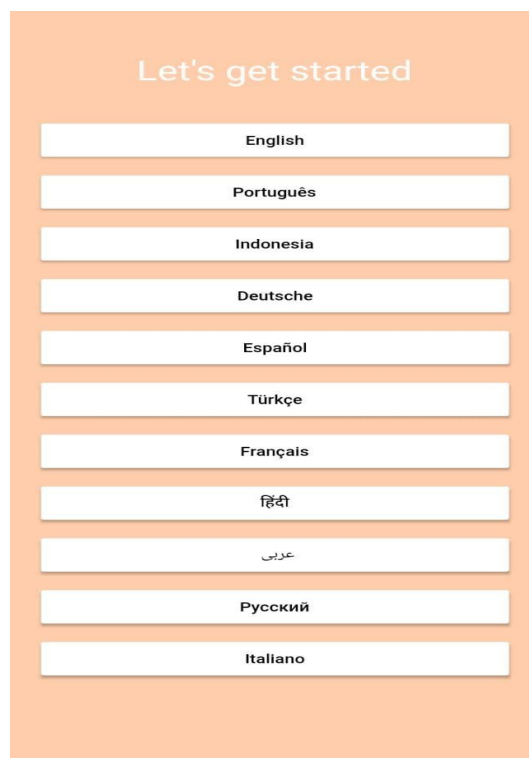 Let's get started
English
Português
Indonesia
Deutsche
Español
Türkçe
Français
हिंदी
عربى
Русский
Italiano